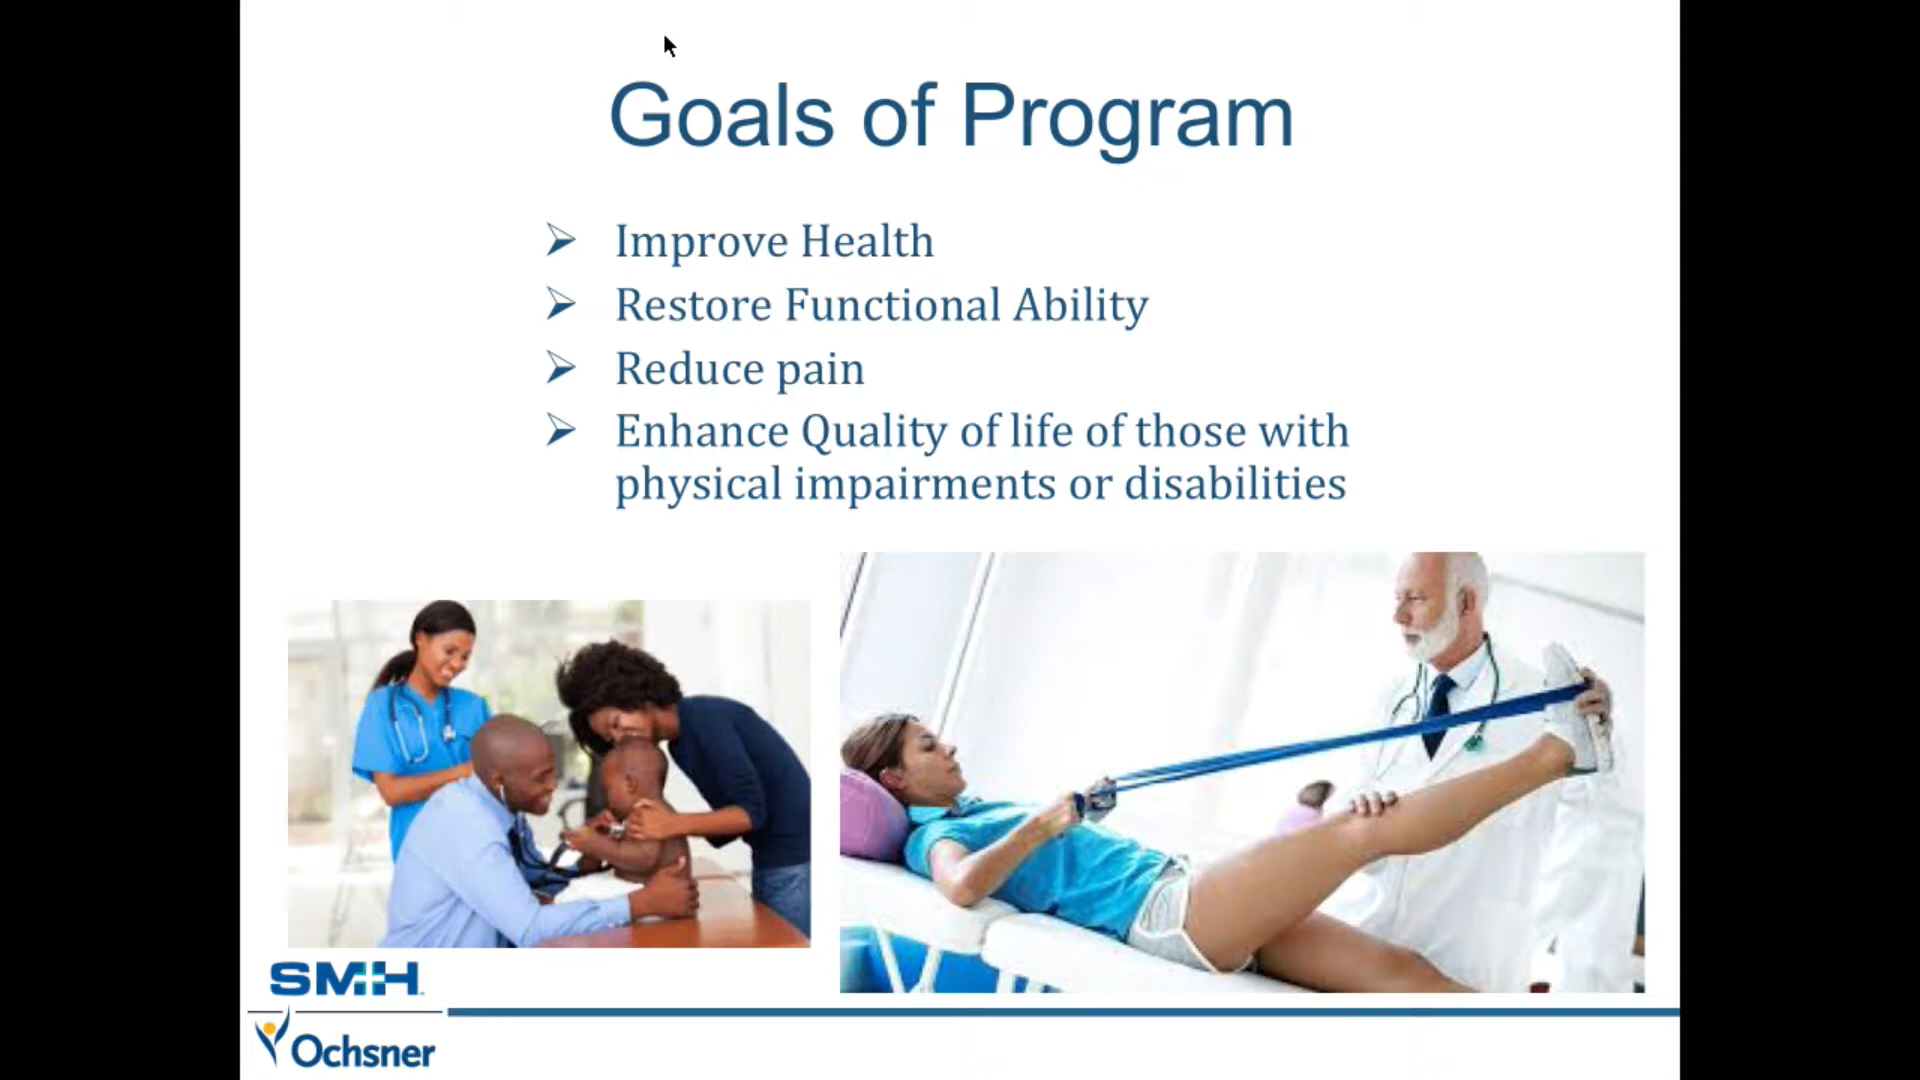 Goals of Program
Improve Health
Restore Functional Ability
Reduce pain
Enhance Quality of life of those with
physical impairments or disabilities
SMH
Ochsner